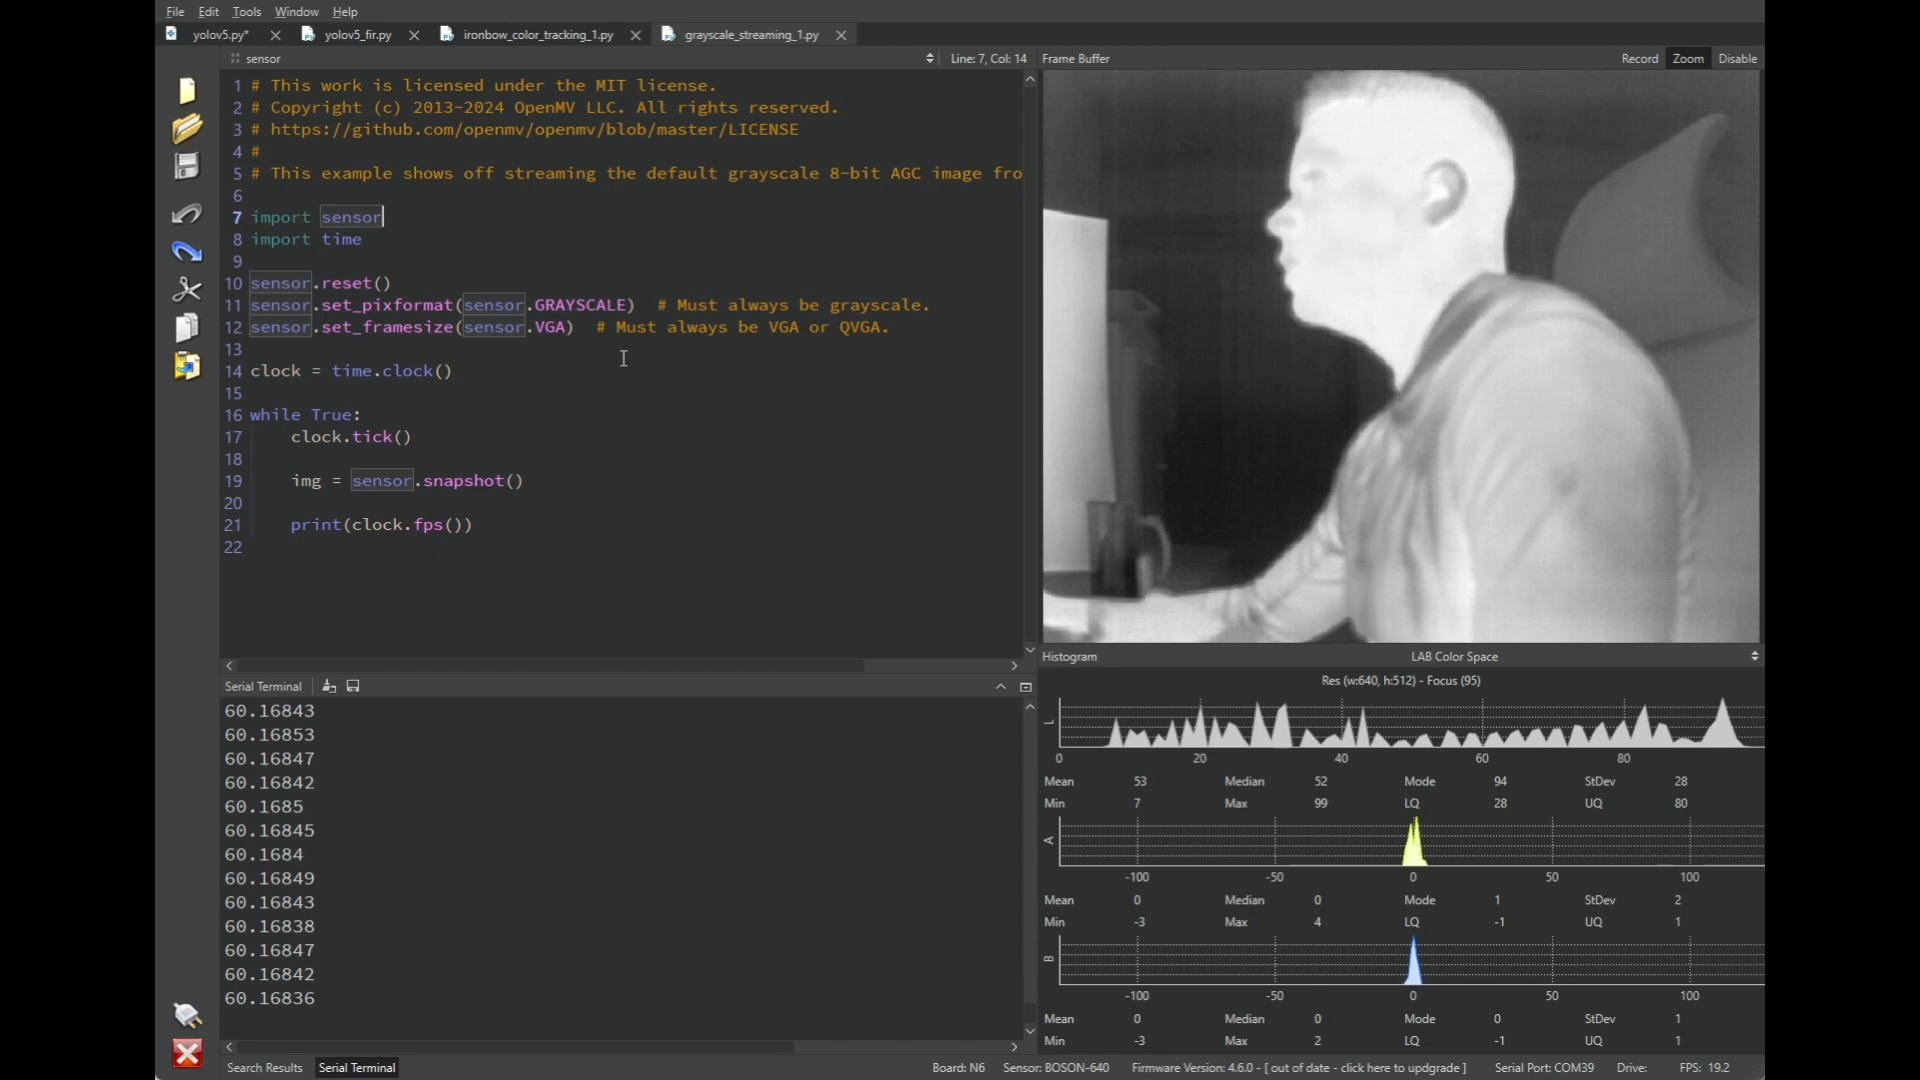 File Edit Tools Window Help
yolov5.py* yolov5_fir.py ironbow_color_tracking_1.py grayscale_streaming_1.py
sensor Line: 7, Col: 14 Frame Buffer Record Zoom Disable
1 # This work is licensed under the MIT license.
2 # Copyright (c) 2013-2024 OpenMV LLC. All rights reserved.
3 # https://github.com/openmv/openmv/blob/master/LICENSE
4 #
5 # This example shows off streaming the default grayscale 8-bit AGC image fro
6
7 import sensor
8 import time
9
10 sensor.reset()
11 sensor.set_pixformat(sensor.GRAYSCALE)  # Must always be grayscale.
12 sensor.set_framesize(sensor.VGA)  # Must always be VGA or QVGA.
13
14 clock = time.clock()
15
16 while True:
17     clock.tick()
18
19     img = sensor.snapshot()
20
21     print(clock.fps())
22
Serial Terminal
60.16843
60.16853
60.16847
60.16842
60.1685
60.16845
60.1684
60.16849
60.16843
60.16838
60.16847
60.16842
60.16836
Histogram LAB Color Space
Res (w:640, h:512) - Focus (95)
L
0 20 40 60 80
Mean 53 Median 52 Mode 94 StDev 28
Min 7 Max 99 LQ 28 UQ 80
A
-100 -50 0 50 100
Mean 0 Median 0 Mode 1 StDev 2
Min -3 Max 4 LQ -1 UQ 1
B
-100 -50 0 50 100
Mean 0 Median 0 Mode 0 StDev 1
Min -3 Max 2 LQ -1 UQ 1
Search Results Serial Terminal Board: N6 Sensor: BOSON-640 Firmware Version: 4.6.0 - [ out of date - click here to updgrade ] Serial Port: COM39 Drive: FPS: 19.2